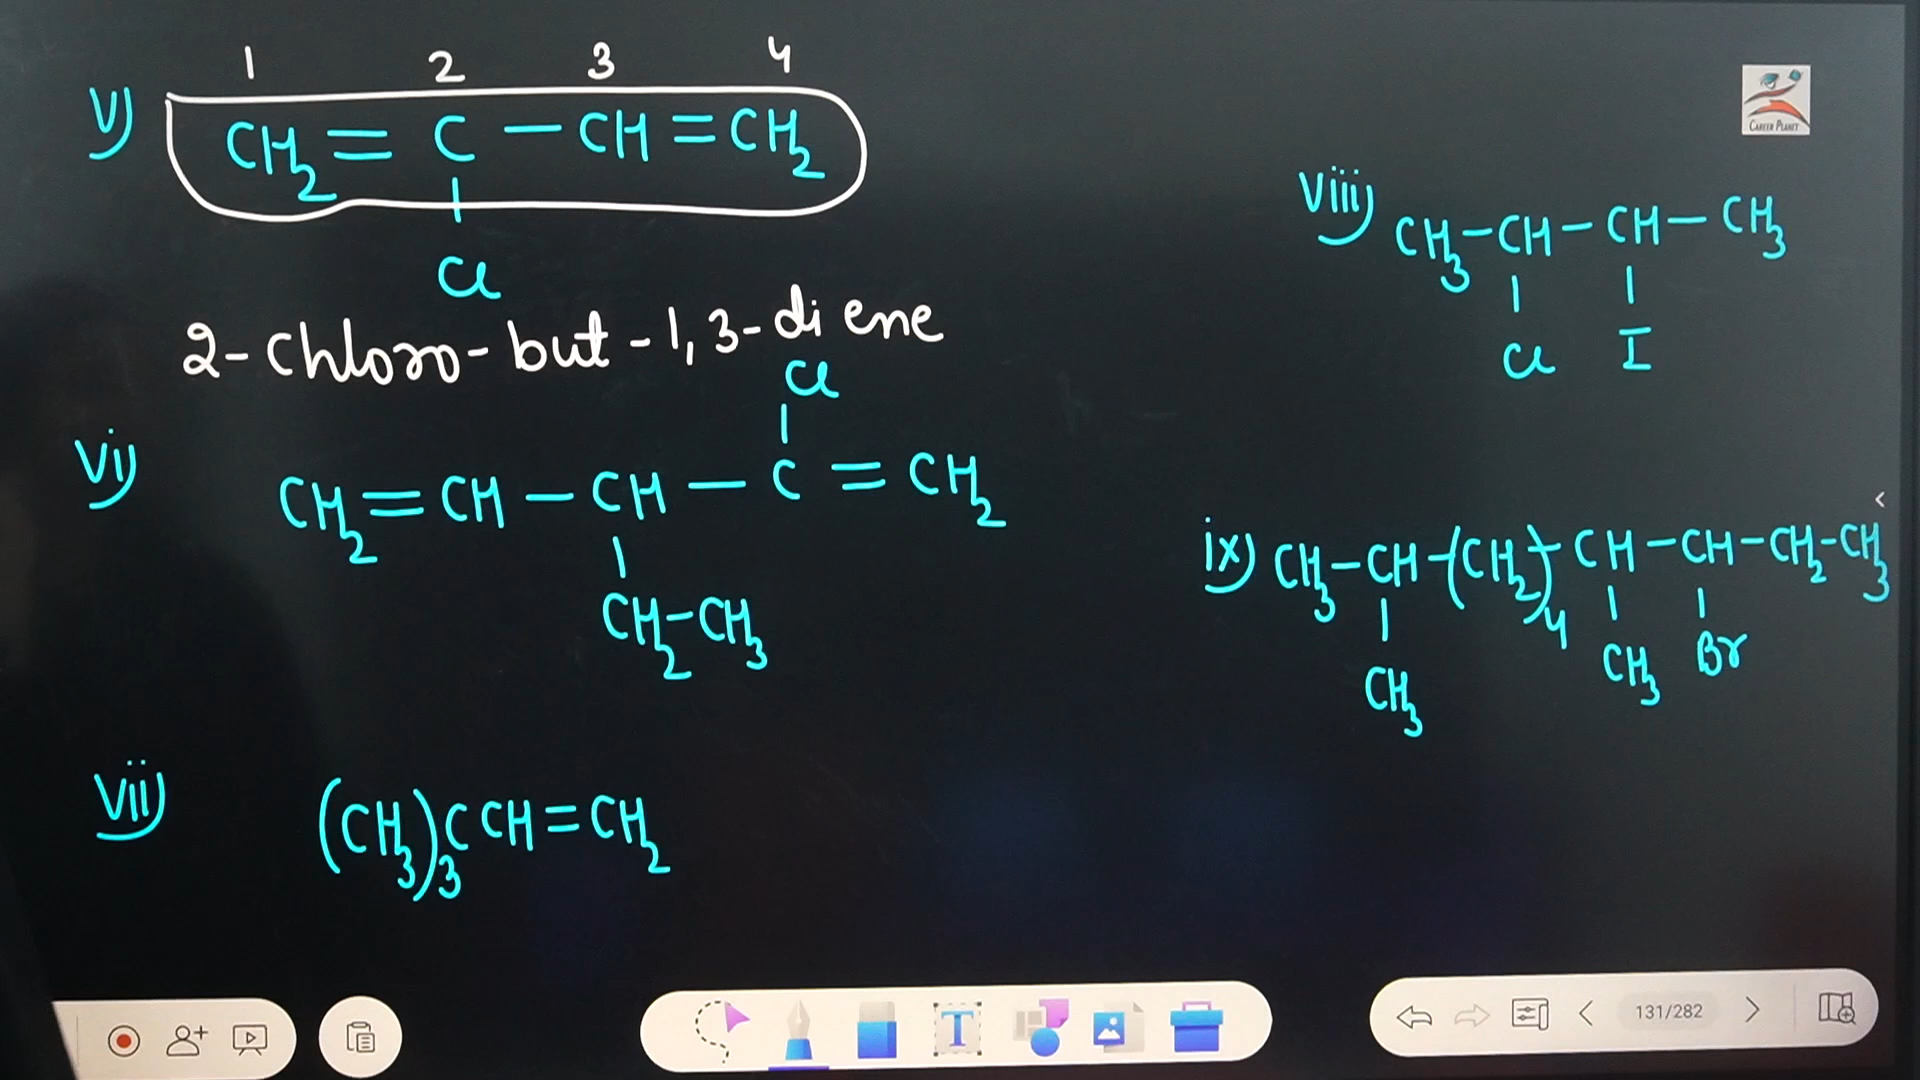 1 2 3 4
v) CH2 = C – CH = CH2
Cl
2-chloro-but-1,3-diene
vi) Cl
CH2 = CH – CH – C = CH2
CH2-CH3
vii) (CH3)3C CH=CH2
CAREER PLANET
viii) CH3-CH-CH-CH3
Cl I
ix) CH3-CH-(CH2)4-CH-CH-CH2-CH3
CH3 CH3 Br
T
131/282